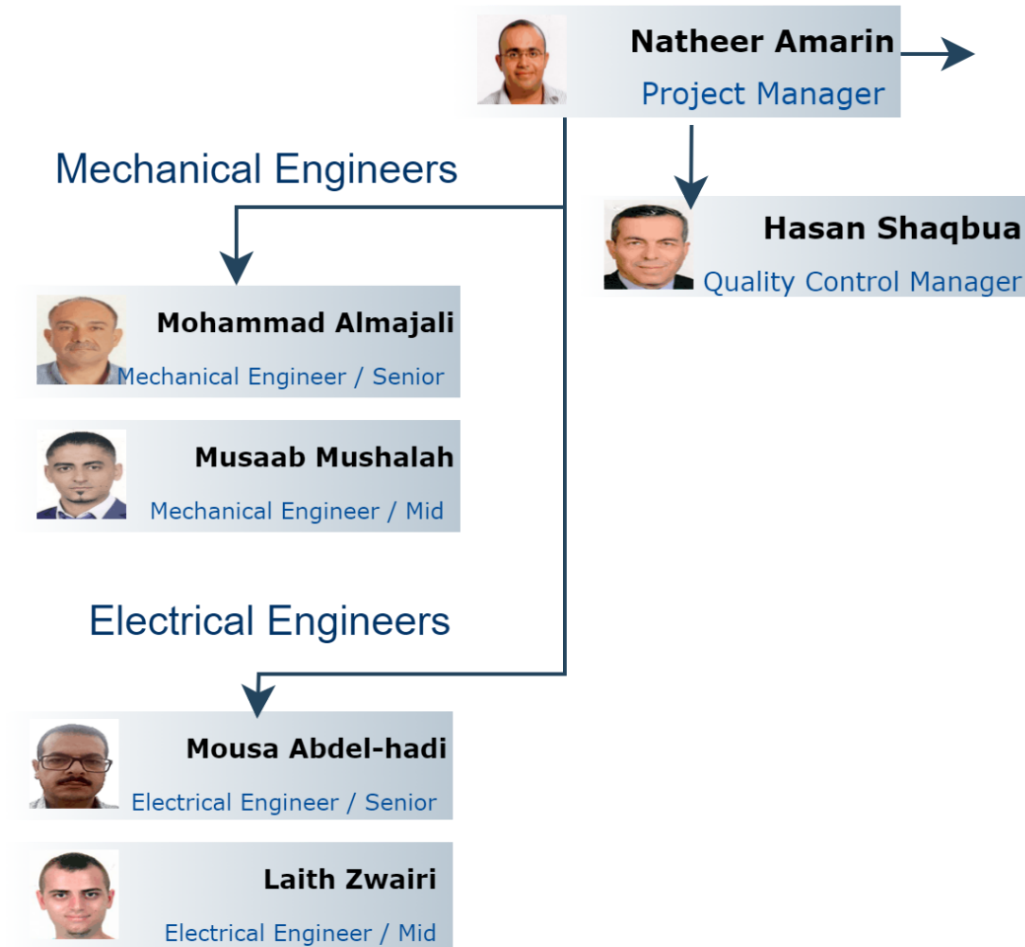 Natheer Amarin
Project Manager
Mechanical Engineers
Hasan Shaqbua
Quality Control Manager
Mohammad Almajali
Mechanical Engineer / Senior
Musaab Mushalah
Mechanical Engineer / Mid
Electrical Engineers
Mousa Abdel-hadi
Electrical Engineer / Senior
Laith Zwairi
Electrical Engineer / Mid